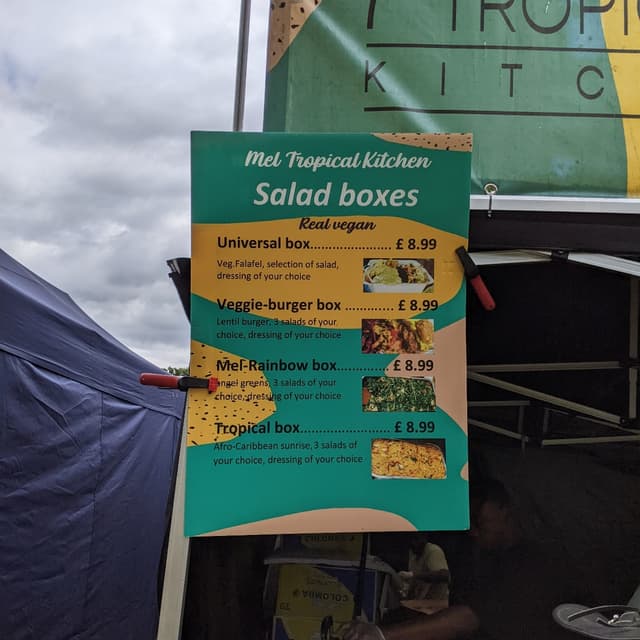 TROPIC
KITC
Mel Tropical Kitchen
Salad boxes
Real vegan
Universal box...................... £ 8.99
Veg.Falafel, selection of salad,
dressing of your choice
Veggie-burger box ............... £ 8.99
Lentil burger, 3 salads of your
choice, dressing of your choice
Mel-Rainbow box.............. £ 8.99
angel greens, 3 salads of your
choice, dressing of your choice
Tropical box......................... £ 8.99
Afro-Caribbean sunrise, 3 salads of
your choice, dressing of your choice
COLOMBIA